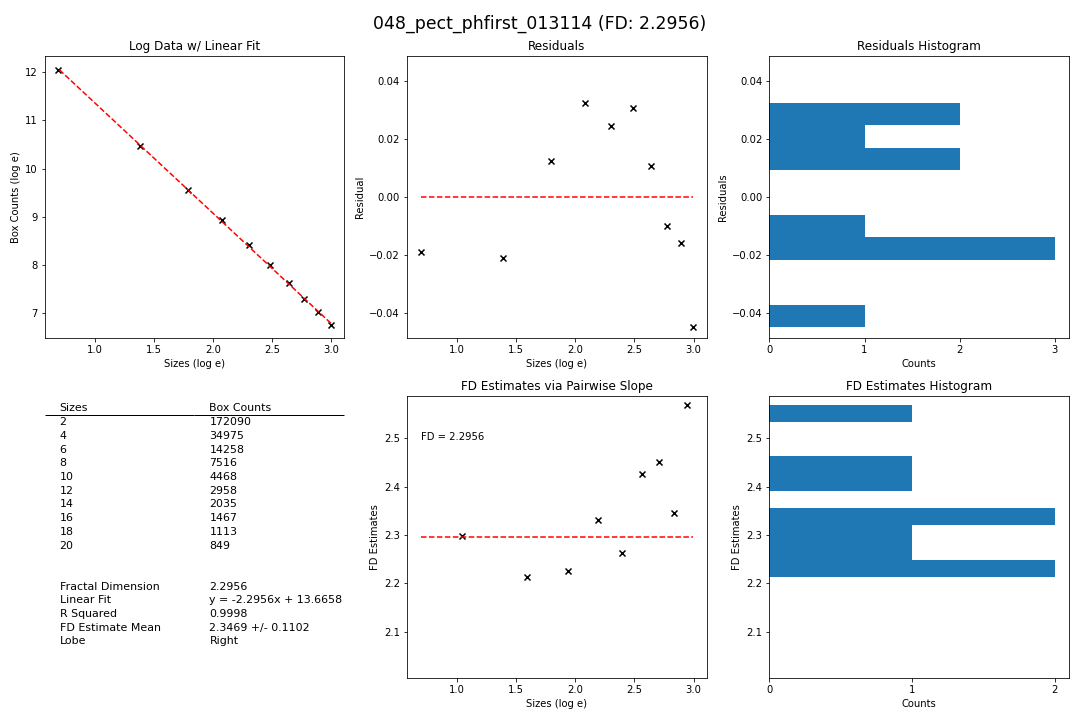 048_pect_phfirst_013114 (FD: 2.2956)
Log Data w/ Linear Fit
12
11
10
9
8
7
Box Counts (log e)
1.0 1.5 2.0 2.5 3.0
Sizes (log e)
Residuals
0.04
0.02
0.00
−0.02
−0.04
Residual
1.0 1.5 2.0 2.5 3.0
Sizes (log e)
Residuals Histogram
0.04
0.02
0.00
−0.02
−0.04
Residuals
0 1 2 3
Counts
Sizes Box Counts
2 172090
4 34975
6 14258
8 7516
10 4468
12 2958
14 2035
16 1467
18 1113
20 849
Fractal Dimension 2.2956
Linear Fit y = -2.2956x + 13.6658
R Squared 0.9998
FD Estimate Mean 2.3469 +/- 0.1102
Lobe Right
FD Estimates via Pairwise Slope
FD = 2.2956
2.5
2.4
2.3
2.2
2.1
FD Estimates
1.0 1.5 2.0 2.5 3.0
Sizes (log e)
FD Estimates Histogram
2.5
2.4
2.3
2.2
2.1
FD Estimates
0 1 2
Counts